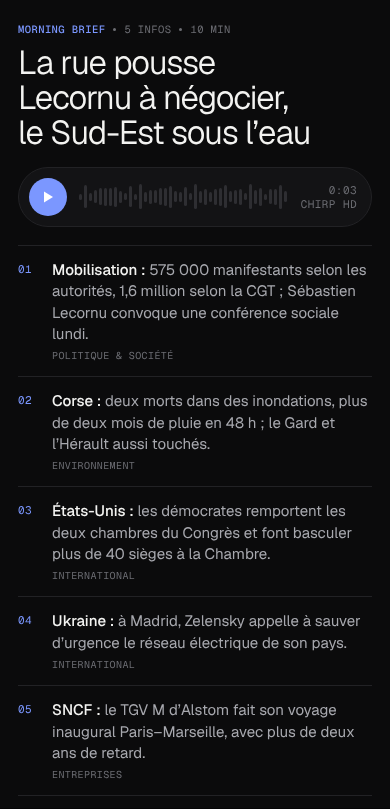 MORNING BRIEF • 5 INFOS • 10 MIN
La rue pousse
Lecornu à négocier,
le Sud-Est sous l’eau
0:03
CHIRP HD
01
Mobilisation : 575 000 manifestants selon les
autorités, 1,6 million selon la CGT ; Sébastien
Lecornu convoque une conférence sociale
lundi.
POLITIQUE & SOCIÉTÉ
02
Corse : deux morts dans des inondations, plus
de deux mois de pluie en 48 h ; le Gard et
l’Hérault aussi touchés.
ENVIRONNEMENT
03
États-Unis : les démocrates remportent les
deux chambres du Congrès et font basculer
plus de 40 sièges à la Chambre.
INTERNATIONAL
04
Ukraine : à Madrid, Zelensky appelle à sauver
d’urgence le réseau électrique de son pays.
INTERNATIONAL
05
SNCF : le TGV M d’Alstom fait son voyage
inaugural Paris–Marseille, avec plus de deux
ans de retard.
ENTREPRISES